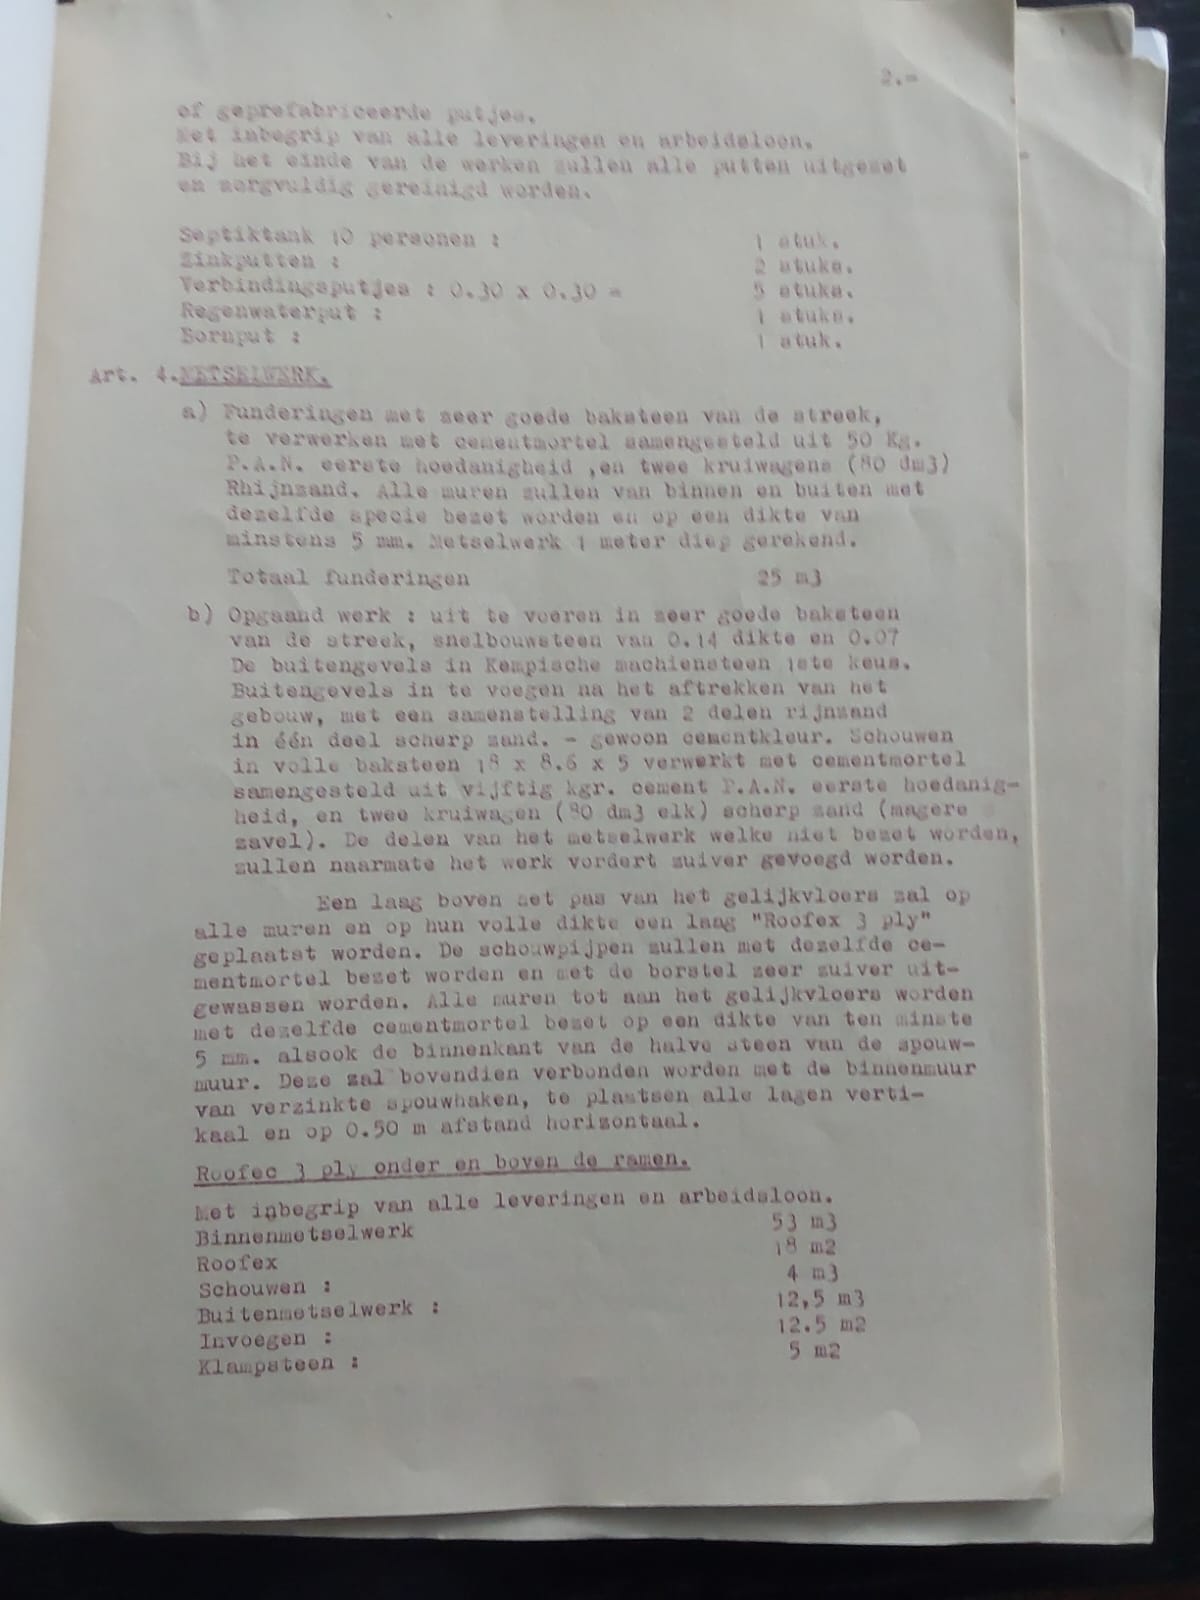 2.-
of geprefabriceerde putjes.
Met inbegrip van alle leveringen en arbeidsloon.
Bij het einde van de werken zullen alle putten uitgezet
en zorgvuldig gereinigd worden.
Septiktank 10 personen : 1 stuk.
Zinkputten : 2 stuks.
Verbindingsputjes : 0.30 x 0.30 = 5 stuks.
Regenwaterput : 1 stuks.
Bornput : 1 stuk.
Art. 4.METSELWERK.
a) Funderingen met zeer goede baksteen van de streek,
te verwerken met cementmortel samengesteld uit 50 Kg.
P.A.N. eerste hoedanigheid ,en twee kruiwagens (80 dm3)
Rhijnzand. Alle muren zullen van binnen en buiten met
dezelfde specie bezet worden en op een dikte van
minstens 5 mm. Metselwerk 1 meter diep gerekend.
Totaal funderingen 25 m3
b) Opgaand werk : uit te voeren in zeer goede baksteen
van de streek, snelbouwsteen van 0.14 dikte en 0.07
De buitengevels in Kempische machiensteen 1ste keus.
Buitengevels in te voegen na het aftrekken van het
gebouw, met een samenstelling van 2 delen rijnzand
in één deel scherp zand. - gewoon cementkleur. Schouwen
in volle baksteen 18 x 8.6 x 5 verwerkt met cementmortel
samengesteld uit vijftig kgr. cement P.A.N. eerste hoedanig-
heid, en twee kruiwagen (80 dm3 elk) scherp zand (magere
zavel). De delen van het metselwerk welke niet bezet worden,
zullen naarmate het werk vordert zuiver gevoegd worden.
Een laag boven zet pas van het gelijkvloers zal op
alle muren en op hun volle dikte een laag "Roofex 3 ply"
geplaatst worden. De schouwpijpen zullen met dezelfde ce-
mentmortel bezet worden en met de borstel zeer zuiver uit-
gewassen worden. Alle muren tot aan het gelijkvloers worden
met dezelfde cementmortel bezet op een dikte van ten minste
5 mm. alsook de binnenkant van de halve steen van de spouw-
muur. Deze zal bovendien verbonden worden met de binnenmuur
van verzinkte spouwhaken, te plaatsen alle lagen verti-
kaal en op 0.50 m afstand horizontaal.
Roofec 3 ply onder en boven de ramen.
Met inbegrip van alle leveringen en arbeidsloon.
Binnenmetselwerk 53 m3
Roofex 18 m2
Schouwen : 4 m3
Buitenmetselwerk : 12,5 m3
Invoegen : 12.5 m2
Klampsteen : 5 m2